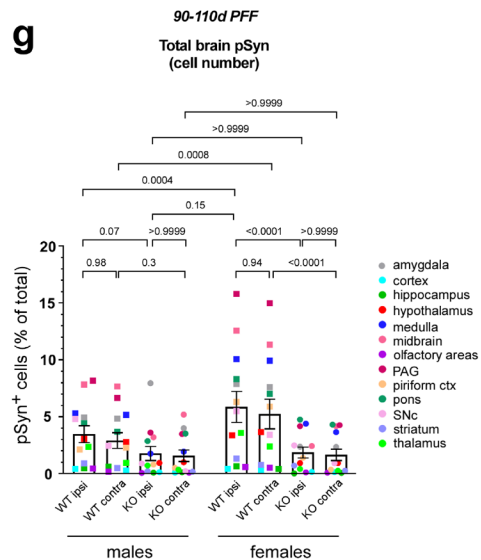 g
90-110d PFF
Total brain pSyn
(cell number)
>0.9999
>0.9999
0.0008
0.0004
0.15
0.07
>0.9999
<0.0001
>0.9999
0.98
0.3
0.94
<0.0001
pSyn+ cells (% of total)
20
15
10
5
0
WT ipsi
WT contra
KO ipsi
KO contra
WT ipsi
WT contra
KO ipsi
KO contra
males
females
amygdala
cortex
hippocampus
hypothalamus
medulla
midbrain
olfactory areas
PAG
piriform ctx
pons
SNc
striatum
thalamus